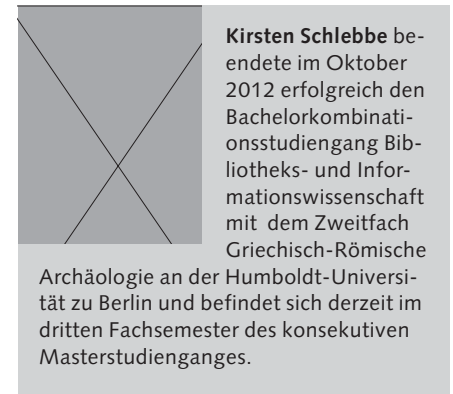 Kirsten Schlebbe be-
endete im Oktober
2012 erfolgreich den
Bachelorkombinati-
onsstudiengang Bib-
liotheks- und Infor-
mationswissenschaft
mit dem Zweitfach
Griechisch-Römische
Archäologie an der Humboldt-Universi-
tät zu Berlin und befindet sich derzeit im
dritten Fachsemester des konsekutiven
Masterstudienganges.